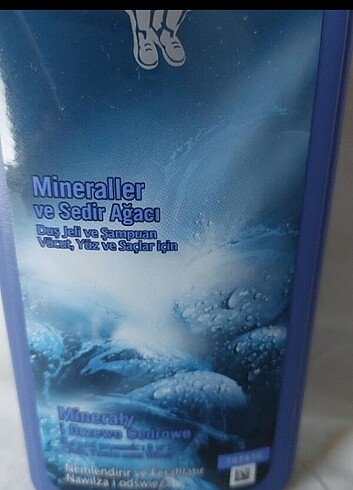 Mineraller
ve Sedir Ağacı
Duş Jeli ve Şampuan
Vücut, Yüz ve Saçlar için
Minerały
i Drzewo Cedrowe
Nemlendirir ve Ferahlatır
Nawilża i odświeża